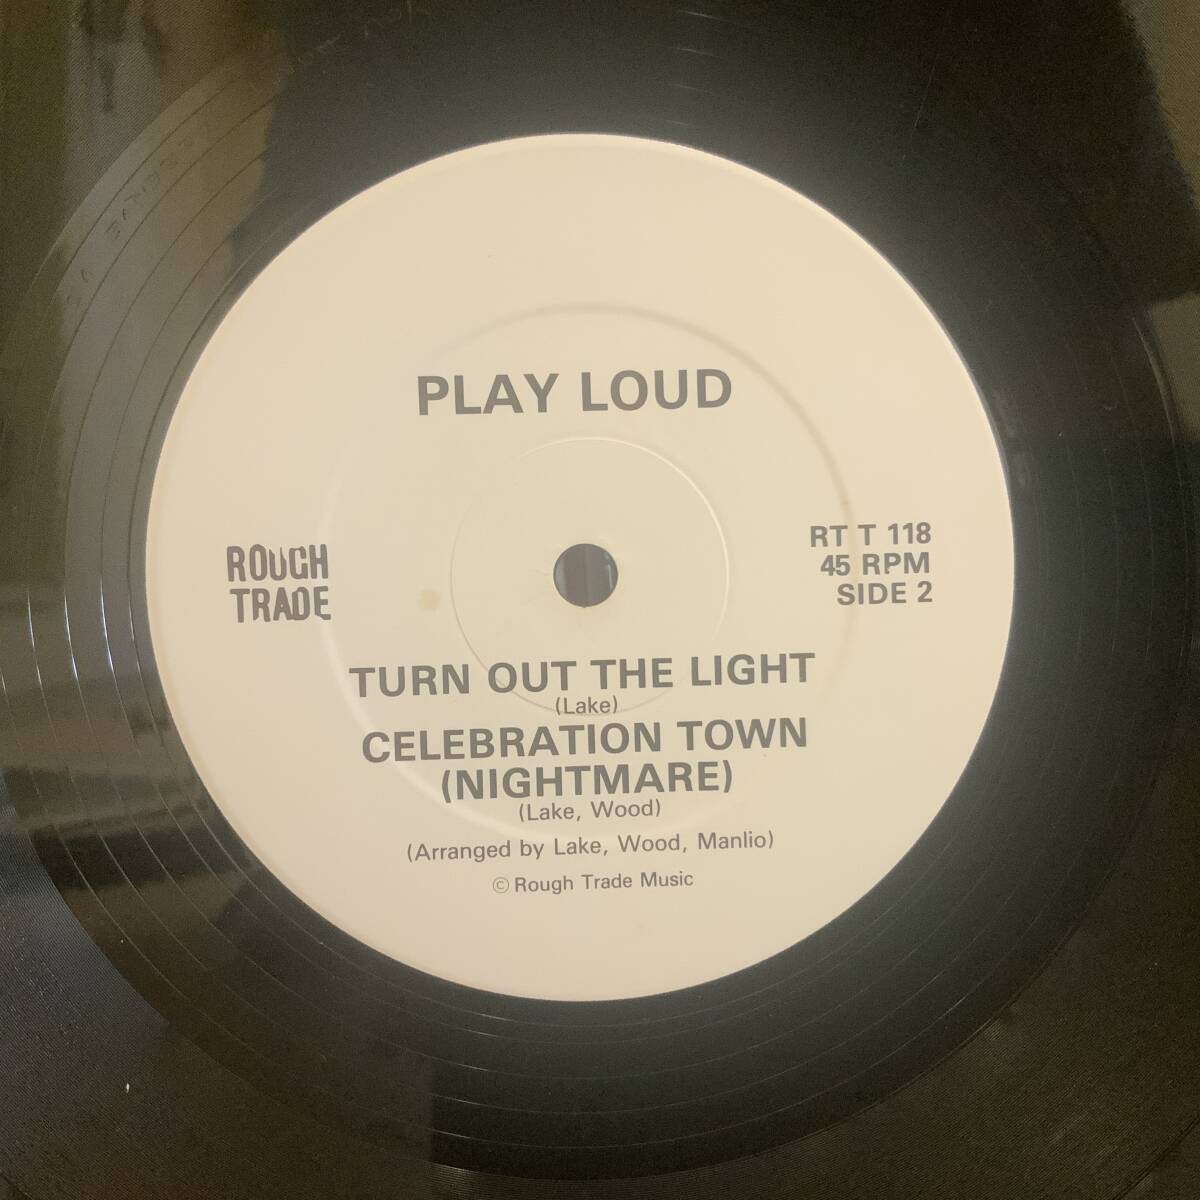 PLAY LOUD
ROUGH
TRADE
RT T 118
45 RPM
SIDE 2
TURN OUT THE LIGHT
(Lake)
CELEBRATION TOWN
(NIGHTMARE)
(Lake, Wood)
(Arranged by Lake, Wood, Manlio)
© Rough Trade Music